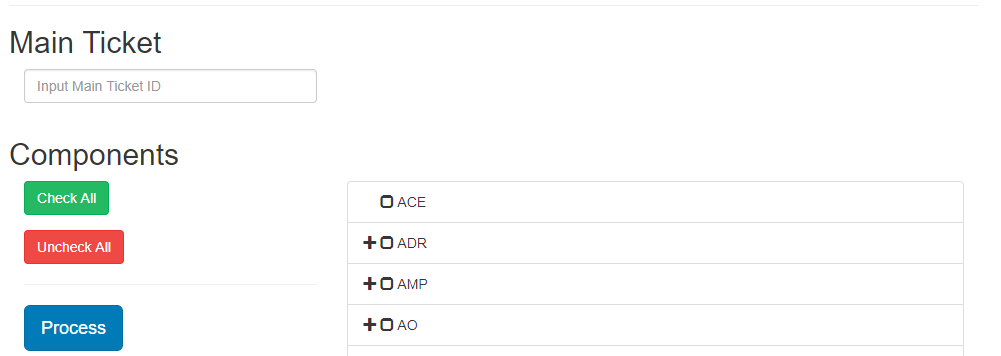 Main Ticket
Input Main Ticket ID
Components
Check All
Uncheck All
Process
ACE
ADR
AMP
AO